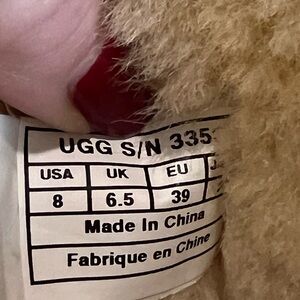 UGG S/N 335
USA UK EU
8 6.5 39
Made In China
Fabrique en Chine